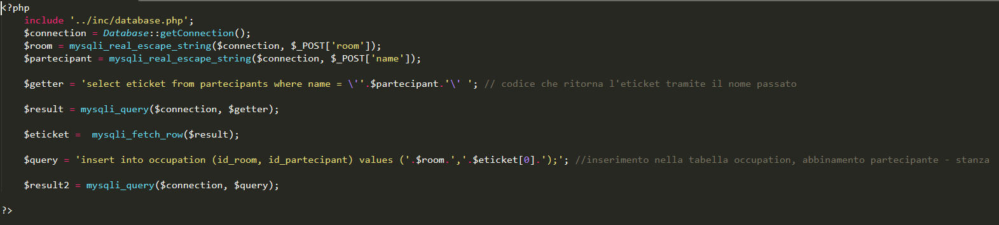 <?php
include '../inc/database.php';
$connection = Database::getConnection();
$room = mysqli_real_escape_string($connection, $_POST['room']);
$partecipant = mysqli_real_escape_string($connection, $_POST['name']);
$getter = 'select eticket from partecipants where name = \''.$partecipant.'\' '; // codice che ritorna l'eticket tramite il nome passato
$result = mysqli_query($connection, $getter);
$eticket =  mysqli_fetch_row($result);
$query = 'insert into occupation (id_room, id_partecipant) values ('.$room.','.$eticket[0].');'; //inserimento nella tabella occupation, abbinamento partecipante - stanza
$result2 = mysqli_query($connection, $query);
?>